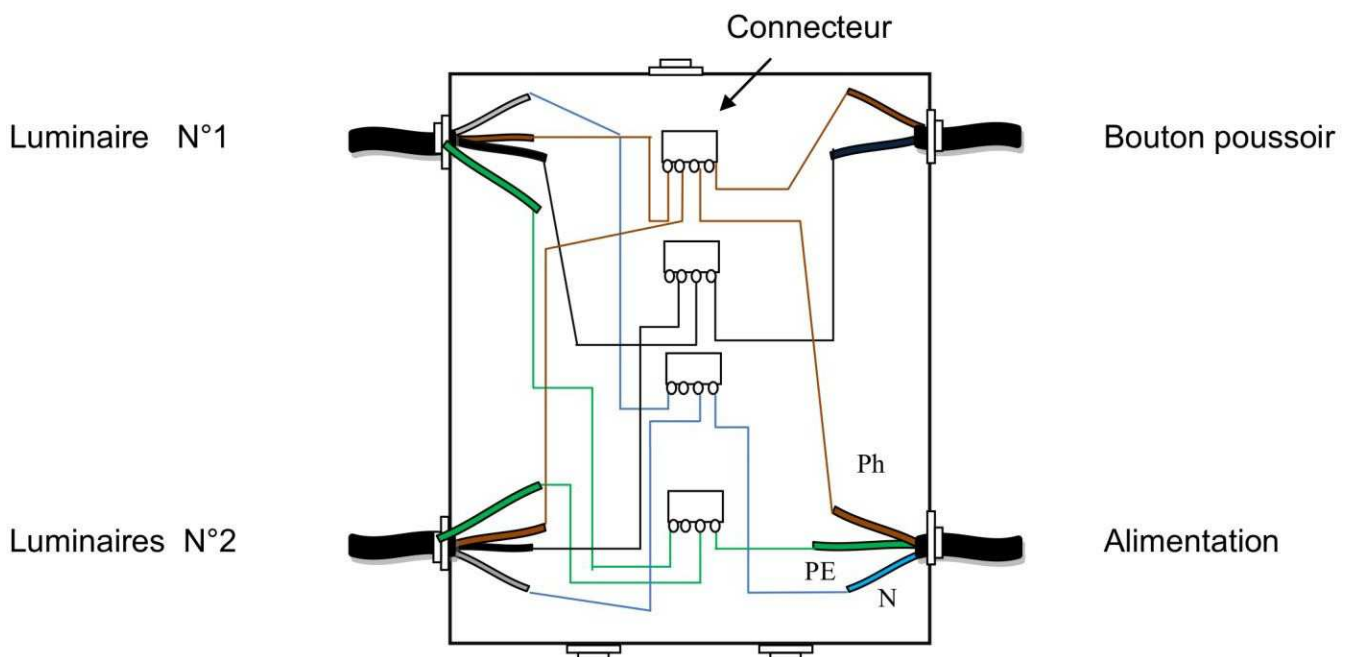 Connecteur
Luminaire N°1
Bouton poussoir
Ph
Luminaires N°2
Alimentation
PE
N